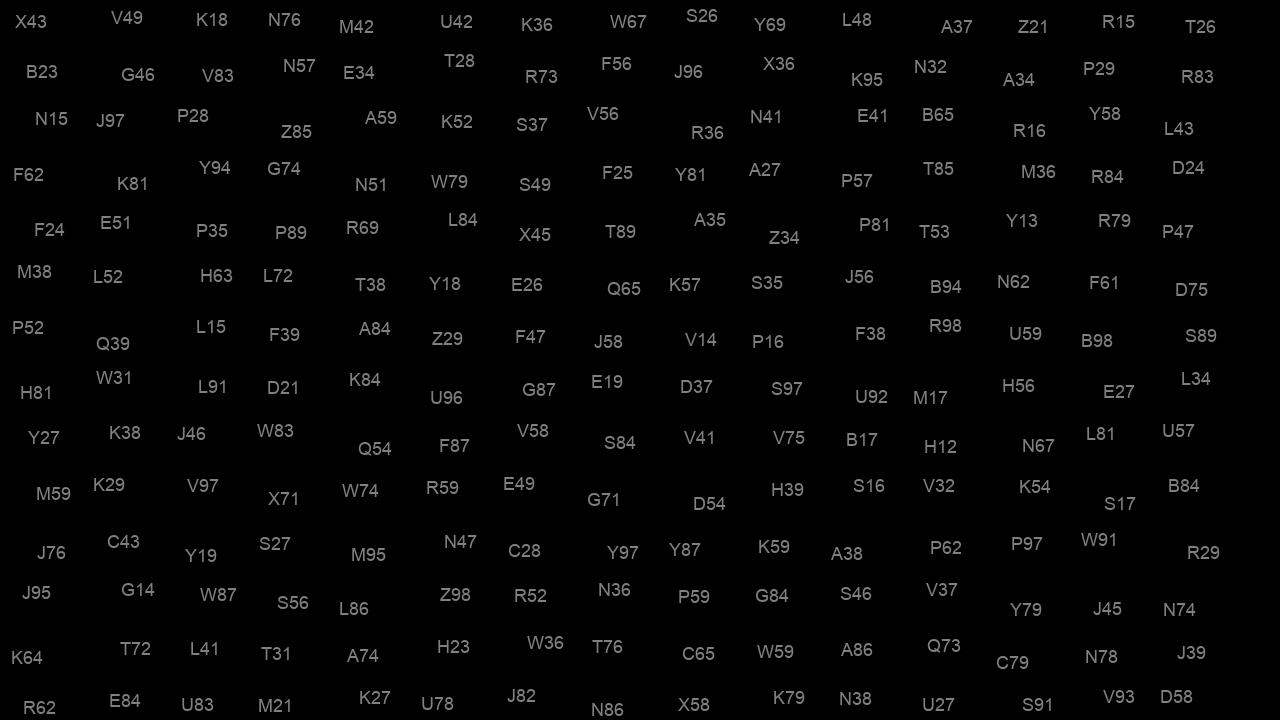 X43 V49 K18 N76 M42 U42 K36 W67 S26 Y69 L48 A37 Z21 R15 T26
B23 G46 V83 N57 E34 T28 R73 F56 J96 X36 K95 N32 A34 P29 R83
N15 J97 P28 Z85 A59 K52 S37 V56 R36 N41 E41 B65 R16 Y58 L43
F62 K81 Y94 G74 N51 W79 S49 F25 Y81 A27 P57 T85 M36 R84 D24
F24 E51 P35 P89 R69 L84 X45 T89 A35 Z34 P81 T53 Y13 R79 P47
M38 L52 H63 L72 T38 Y18 E26 Q65 K57 S35 J56 B94 N62 F61 D75
P52 Q39 L15 F39 A84 Z29 F47 J58 V14 P16 F38 R98 U59 B98 S89
H81 W31 L91 D21 K84 U96 G87 E19 D37 S97 U92 M17 H56 E27 L34
Y27 K38 J46 W83 Q54 F87 V58 S84 V41 V75 B17 H12 N67 L81 U57
M59 K29 V97 X71 W74 R59 E49 G71 D54 H39 S16 V32 K54 S17 B84
J76 C43 Y19 S27 M95 N47 C28 Y97 Y87 K59 A38 P62 P97 W91 R29
J95 G14 W87 S56 L86 Z98 R52 N36 P59 G84 S46 V37 Y79 J45 N74
K64 T72 L41 T31 A74 H23 W36 T76 C65 W59 A86 Q73 C79 N78 J39
R62 E84 U83 M21 K27 U78 J82 N86 X58 K79 N38 U27 S91 V93 D58